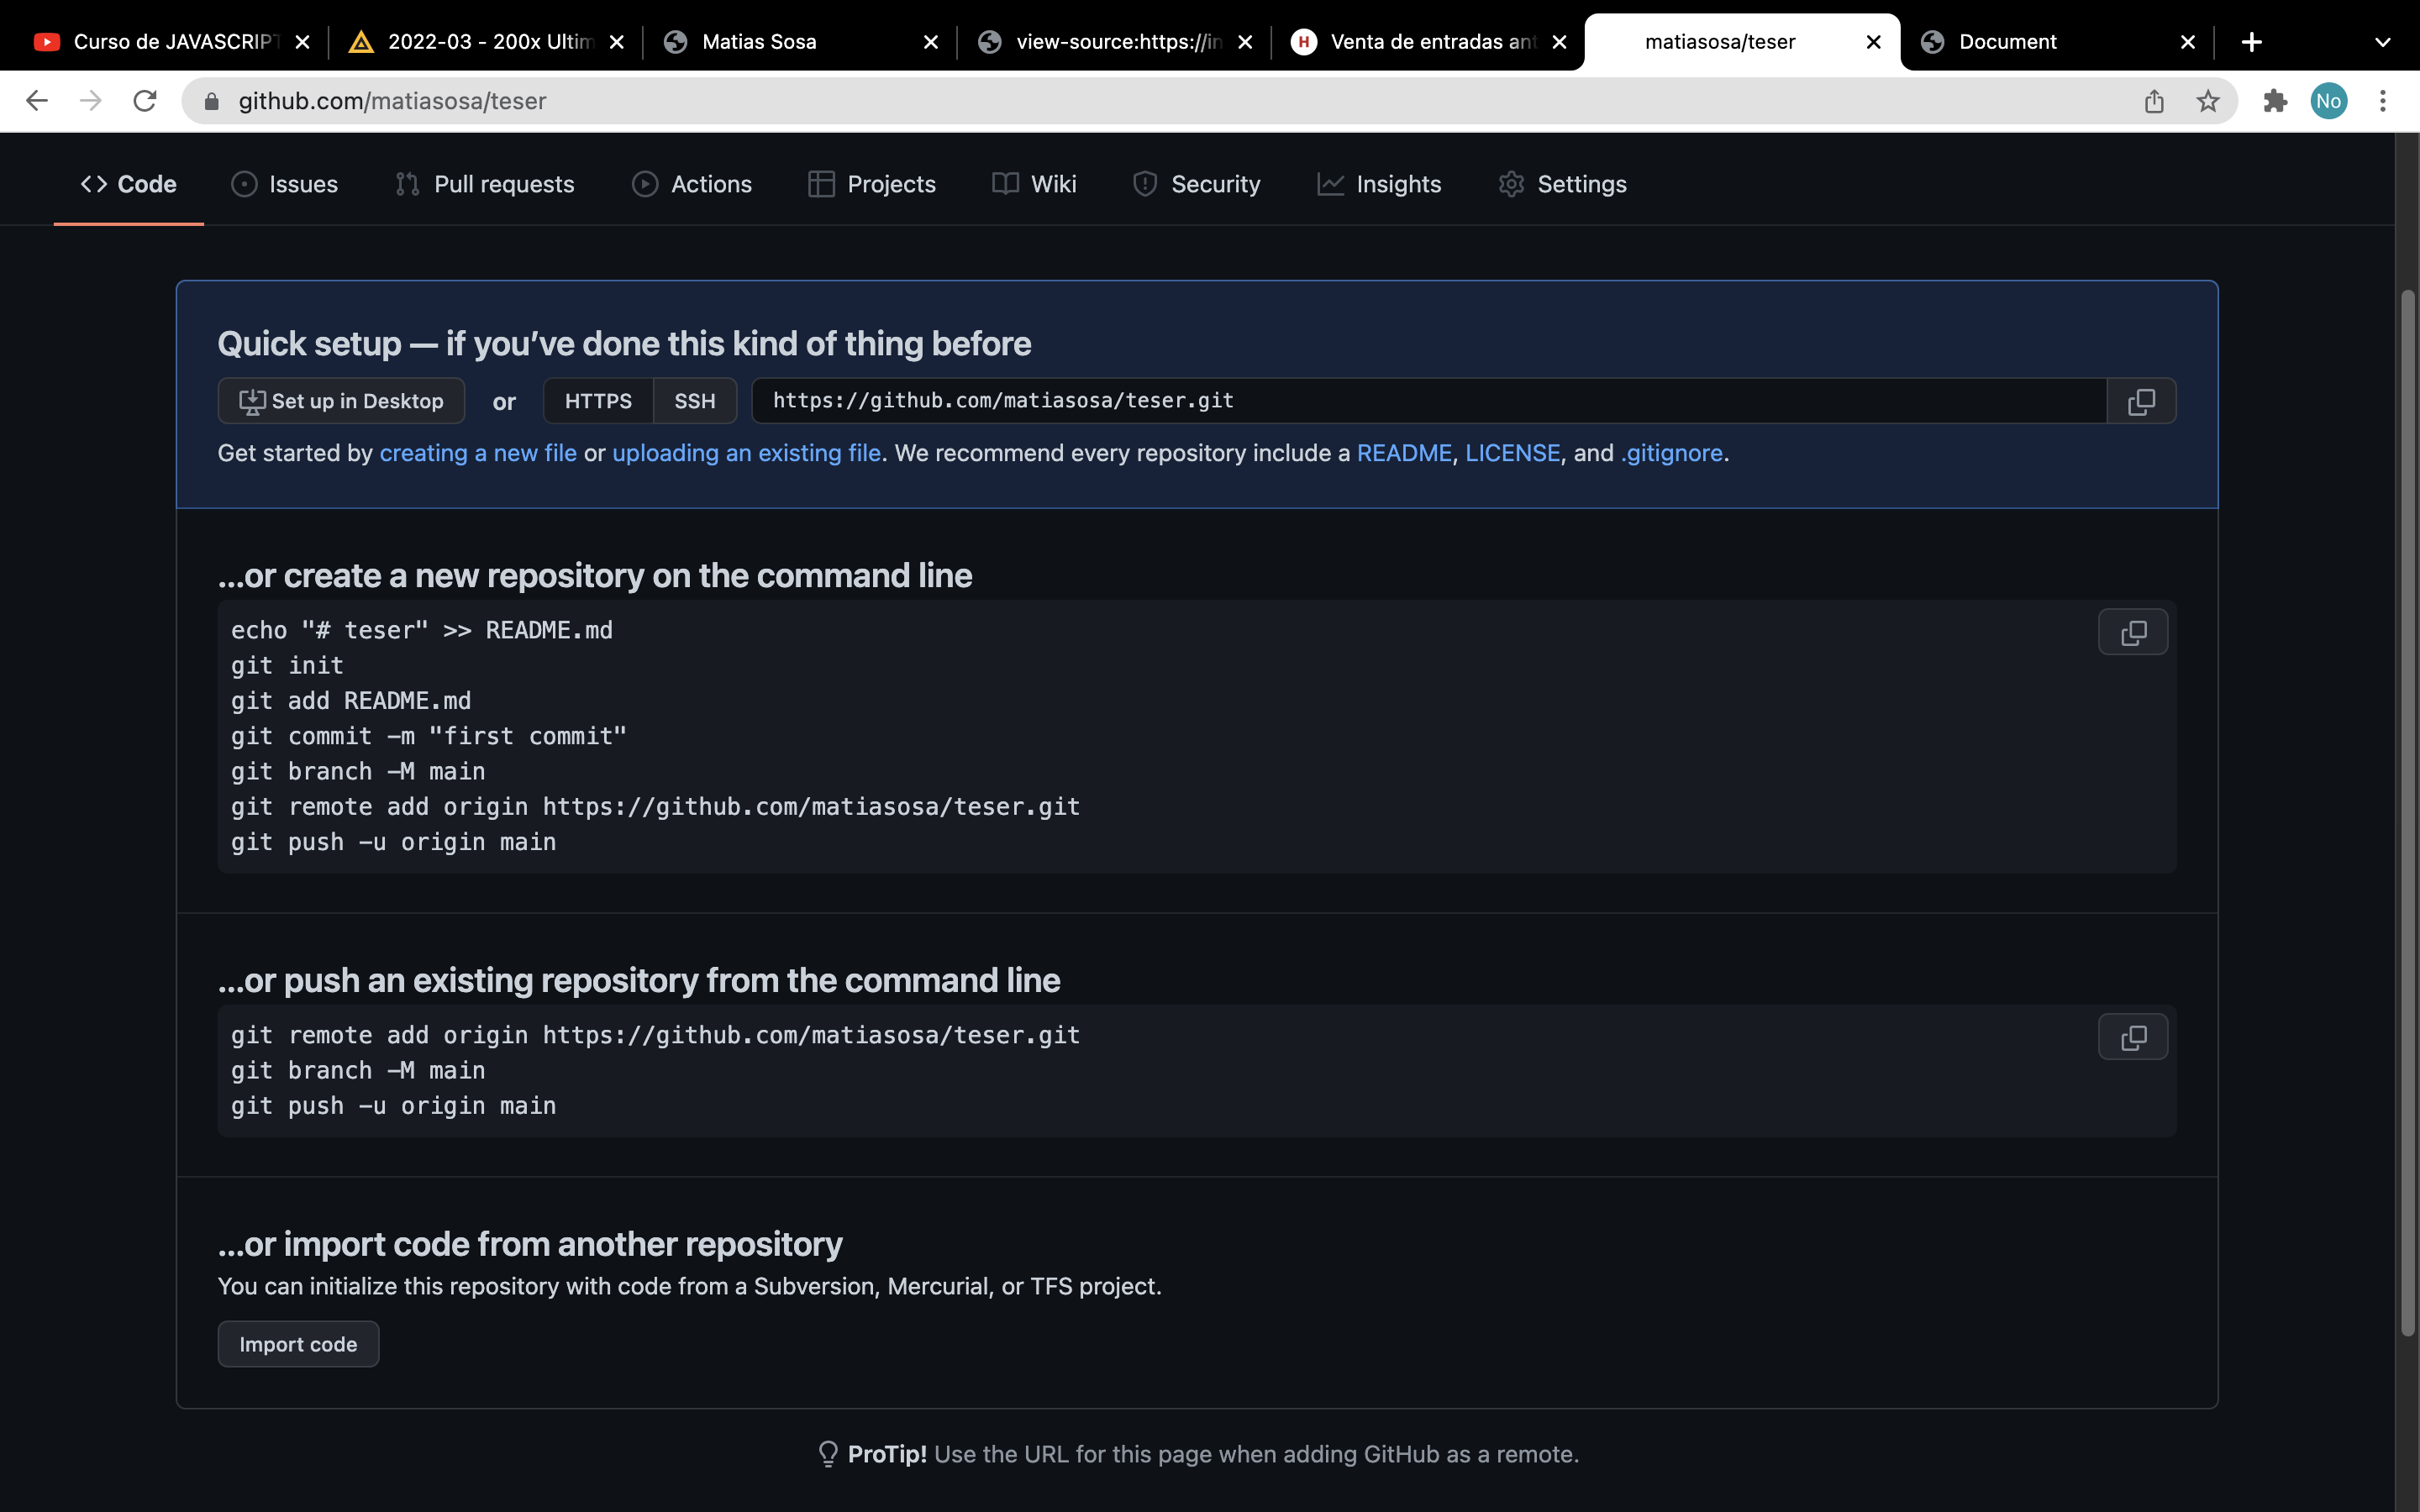 Curso de JAVASCRIPT
2022-03 - 200x Ultim
Matias Sosa
view-source:https://in
Venta de entradas ant
matiasosa/teser
Document
github.com/matiasosa/teser
No
Code
Issues
Pull requests
Actions
Projects
Wiki
Security
Insights
Settings
Quick setup — if you’ve done this kind of thing before
Set up in Desktop or HTTPS SSH https://github.com/matiasosa/teser.git
Get started by creating a new file or uploading an existing file. We recommend every repository include a README, LICENSE, and .gitignore.
…or create a new repository on the command line
echo "# teser" >> README.md
git init
git add README.md
git commit -m "first commit"
git branch -M main
git remote add origin https://github.com/matiasosa/teser.git
git push -u origin main
…or push an existing repository from the command line
git remote add origin https://github.com/matiasosa/teser.git
git branch -M main
git push -u origin main
…or import code from another repository
You can initialize this repository with code from a Subversion, Mercurial, or TFS project.
Import code
ProTip! Use the URL for this page when adding GitHub as a remote.